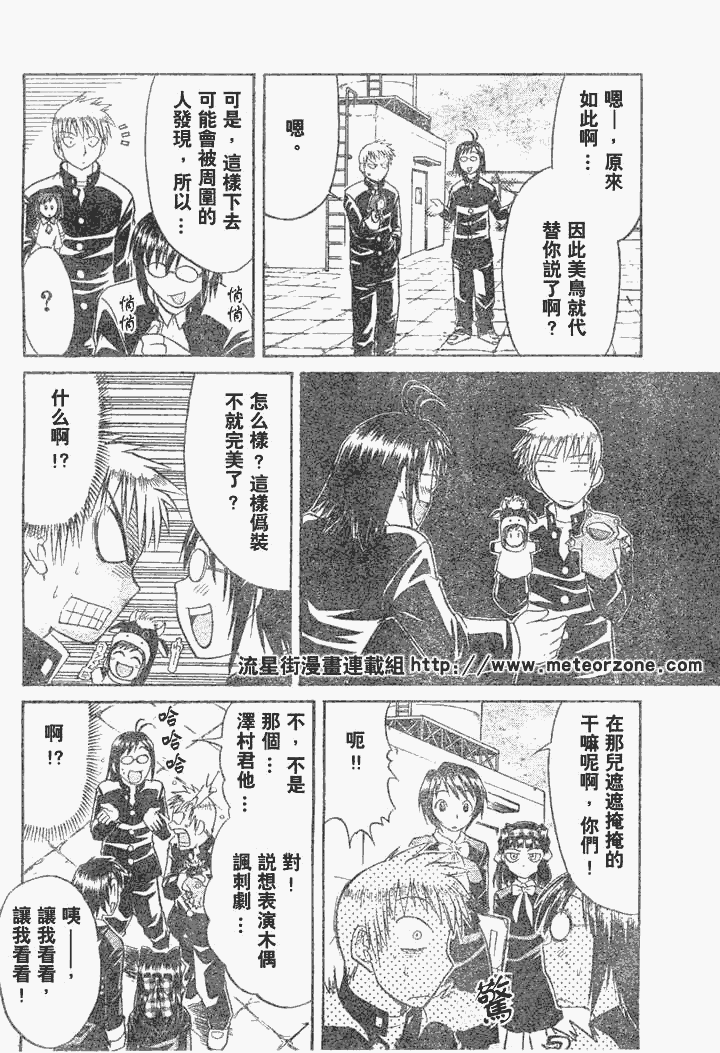 嗯──，原來
如此啊…
因此美鳥就代
替你説了啊？
嗯。
可是，這樣下去
可能會被周圍的
人發現，所以…
悄悄
悄悄
？
怎么樣？這樣僞裝
不就完美了？
什么啊!?
流星街漫畫連載組 http://www.meteorzone.com/
在那兒遮遮掩掩的
干嘛呢啊，你們！
呃!!
驚
不，不是
那個…
澤村君他…
對！
説想表演木偶
諷刺劇…
哈哈哈
啊!?
咦──，
讓我看看，
讓我看看！